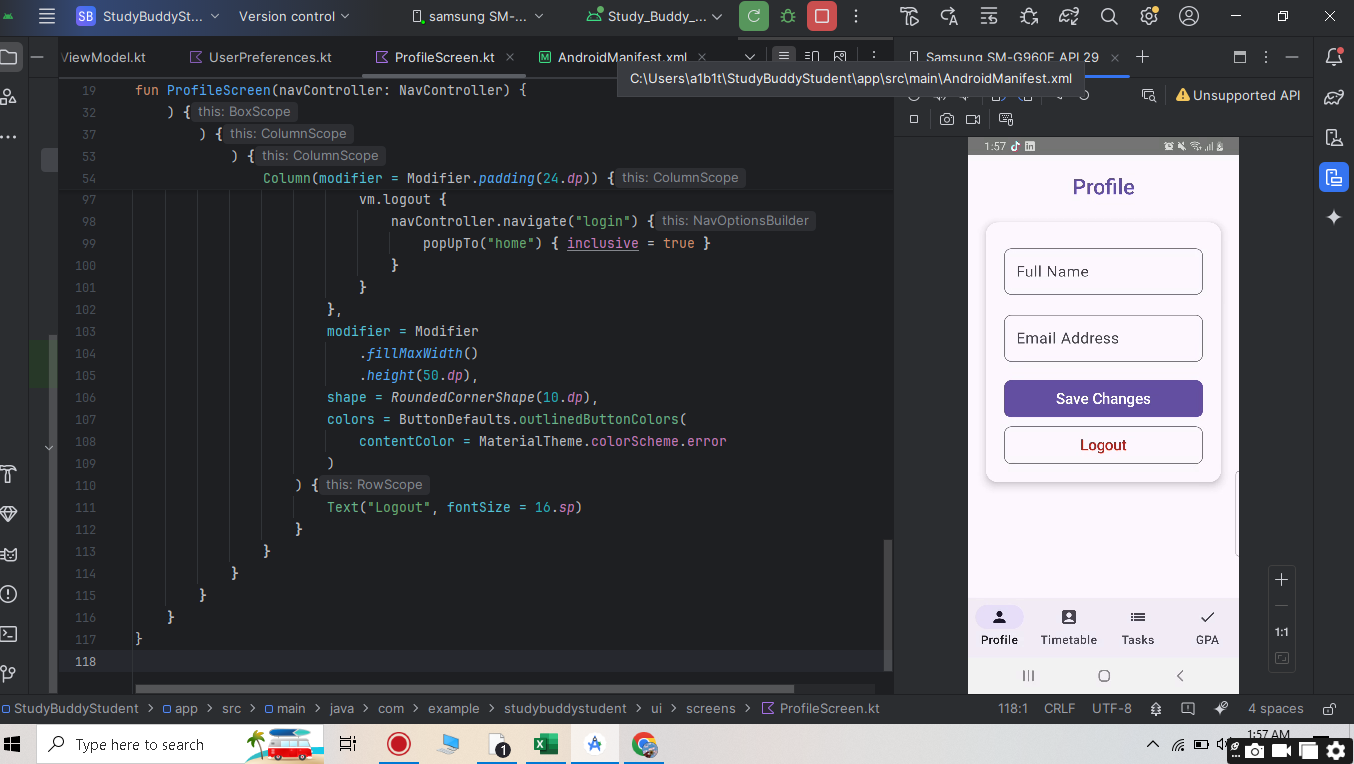 SB StudyBuddySt... Version control samsung SM-... Study_Buddy_...
ViewModel.kt UserPreferences.kt ProfileScreen.kt AndroidManifest.xml Samsung SM-G960F API 29
C:\Users\a1b1t\StudyBuddyStudent\app\src\main\AndroidManifest.xml
Unsupported API
19 fun ProfileScreen(navController: NavController) {
32 ) { this: BoxScope
37 ) { this: ColumnScope
53 ) { this: ColumnScope
54 Column(modifier = Modifier.padding(24.dp)) { this: ColumnScope
97 vm.logout {
98 navController.navigate("login") { this: NavOptionsBuilder
99 popUpTo("home") { inclusive = true }
100 }
101 }
102 },
103 modifier = Modifier
104 .fillMaxWidth()
105 .height(50.dp),
106 shape = RoundedCornerShape(10.dp),
107 colors = ButtonDefaults.outlinedButtonColors(
108 contentColor = MaterialTheme.colorScheme.error
109 )
110 ) { this: RowScope
111 Text("Logout", fontSize = 16.sp)
112 }
113 }
114 }
115 }
116 }
117 }
118
1:57
Profile
Full Name
Email Address
Save Changes
Logout
Profile Timetable Tasks GPA
1:1
StudyBuddyStudent > app > src > main > java > com > example > studybuddystudent > ui > screens > ProfileScreen.kt 118:1 CRLF UTF-8 4 spaces
Type here to search
1
1:57 AM